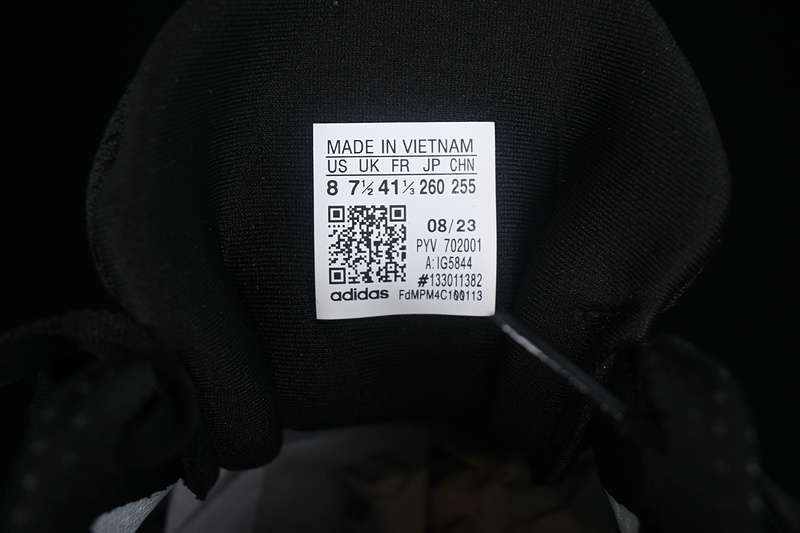 MADE IN VIETNAM
US UK FR JP CHN
8 7½ 41⅓ 260 255
08/23
PYV 702001
A:IG5844
#133011382
adidas FdMPM4C100113